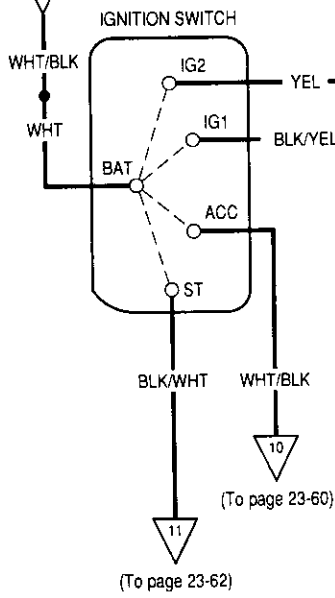 IGNITION SWITCH
WHT/BLK
IG2
YEL
WHT
IG1
BLK/YEL
BAT
ACC
ST
BLK/WHT
WHT/BLK
10
(To page 23-60)
11
(To page 23-62)